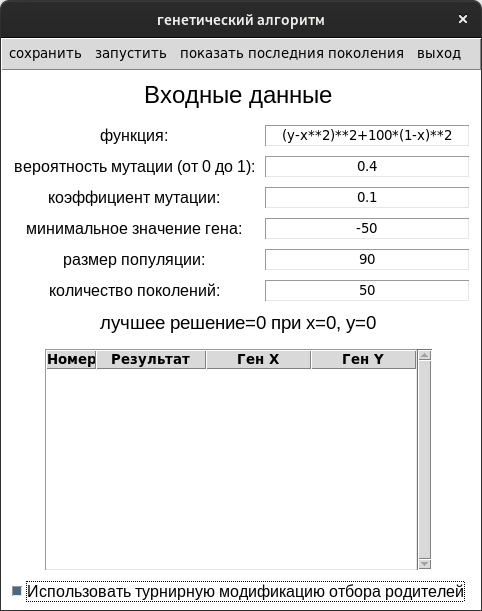 генетический алгоритм
×
сохранить запустить показать последния поколения выход
Входные данные
функция: (y-x**2)**2+100*(1-x)**2
вероятность мутации (от 0 до 1): 0.4
коэффициент мутации: 0.1
минимальное значение гена: -50
размер популяции: 90
количество поколений: 50
лучшее решение=0 при x=0, y=0
Номер Результат Ген X Ген Y
Использовать турнирную модификацию отбора родителей